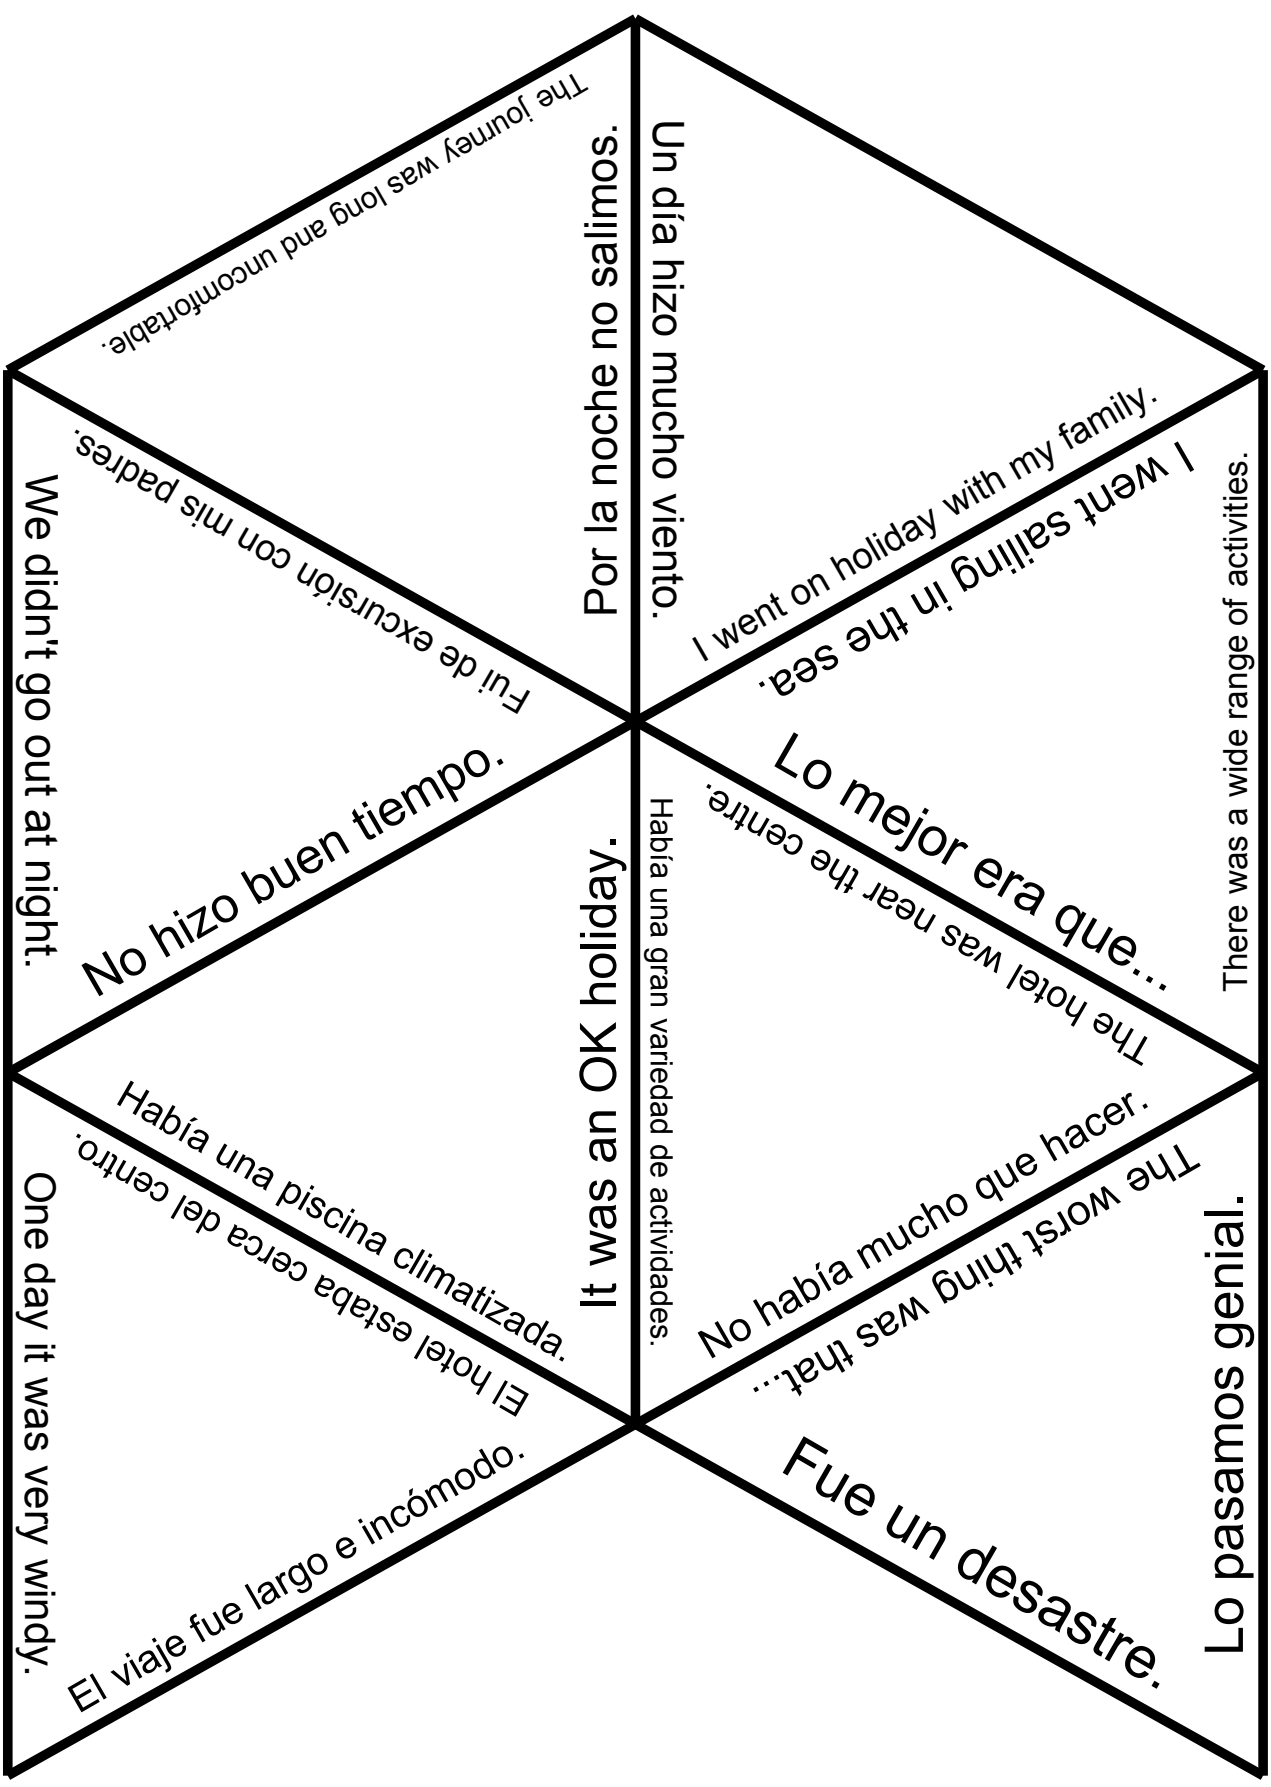 The journey was long and uncomfortable.
Por la noche no salimos.
Un día hizo mucho viento.
I went on holiday with my family.
Fui de excursión con mis padres.
We didn't go out at night.
No hizo buen tiempo.
I went sailing in the sea.
There was a wide range of activities.
Lo mejor era que...
It was an OK holiday.
Había una piscina climatizada.
Había una gran variedad de actividades.
The hotel was near the centre.
No había mucho que hacer.
El hotel estaba cerca del centro.
One day it was very windy.
El viaje fue largo e incómodo.
The worst thing was that...
Lo pasamos genial.
Fue un desastre.